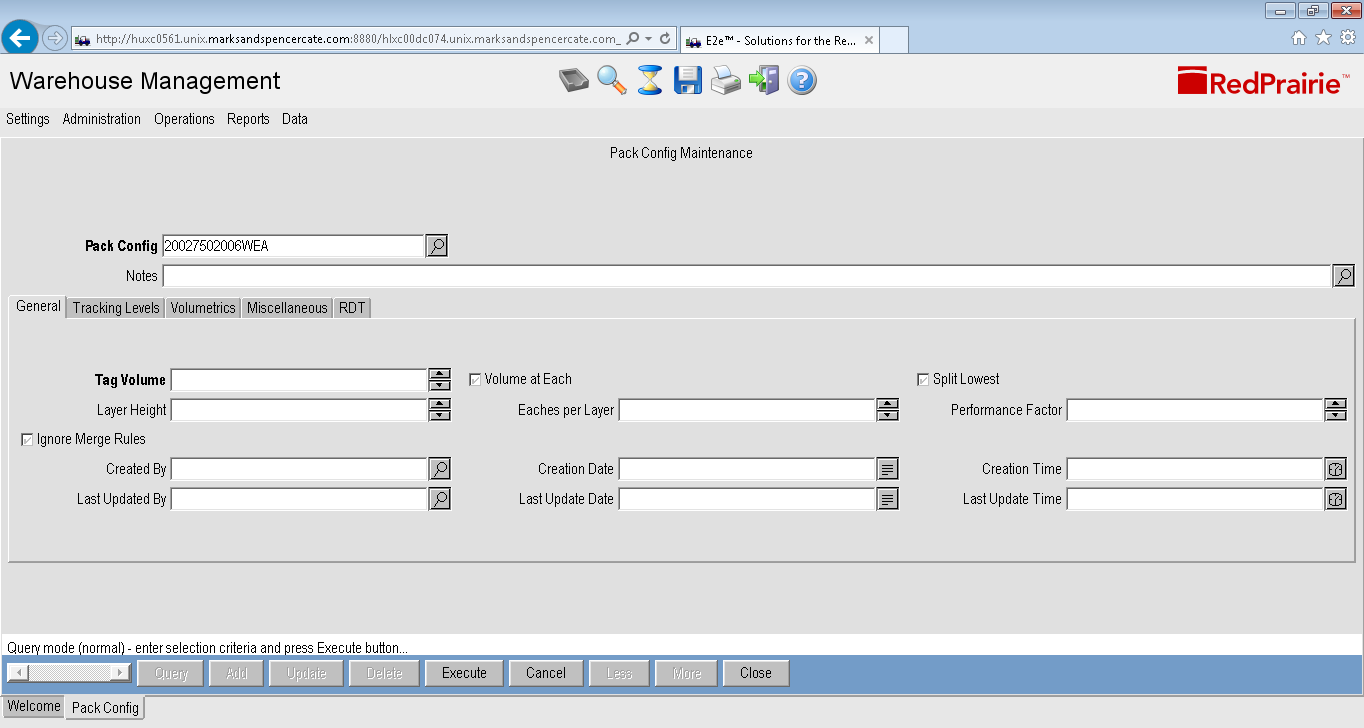 http://huxc0561.unix.marksandspencercate.com:8880/hlxc00dc074.unix.marksandspencercate.com_
E2e™ - Solutions for the Re...
Warehouse Management
RedPrairie™
Settings Administration Operations Reports Data
Pack Config Maintenance
Pack Config 20027502006WEA
Notes
General Tracking Levels Volumetrics Miscellaneous RDT
Tag Volume Volume at Each Split Lowest
Layer Height Eaches per Layer Performance Factor
Ignore Merge Rules
Created By Creation Date Creation Time
Last Updated By Last Update Date Last Update Time
Query mode (normal) - enter selection criteria and press Execute button...
Query Add Update Delete Execute Cancel Less More Close
Welcome Pack Config